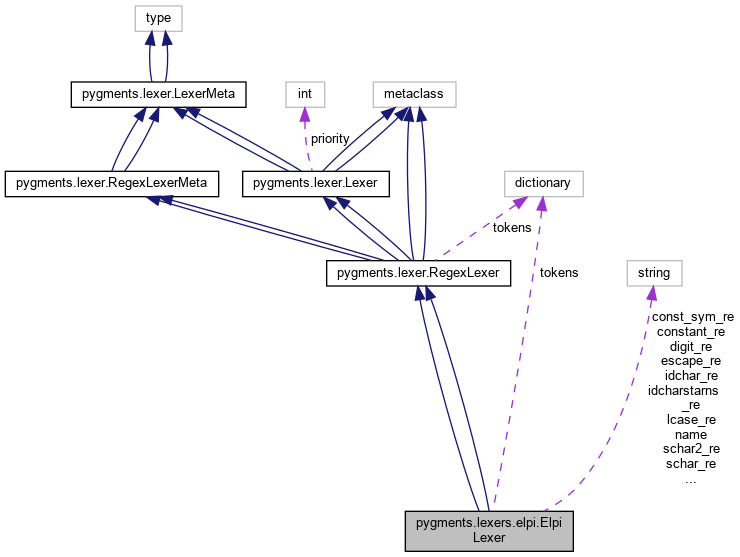 type
pygments.lexer.LexerMeta
int
metaclass
priority
pygments.lexer.RegexLexerMeta
pygments.lexer.Lexer
dictionary
tokens
pygments.lexer.RegexLexer
tokens
string
const_sym_re
constant_re
digit_re
escape_re
idchar_re
idcharstarns
_re
lcase_re
name
schar2_re
schar_re
...
pygments.lexers.elpi.Elpi
Lexer